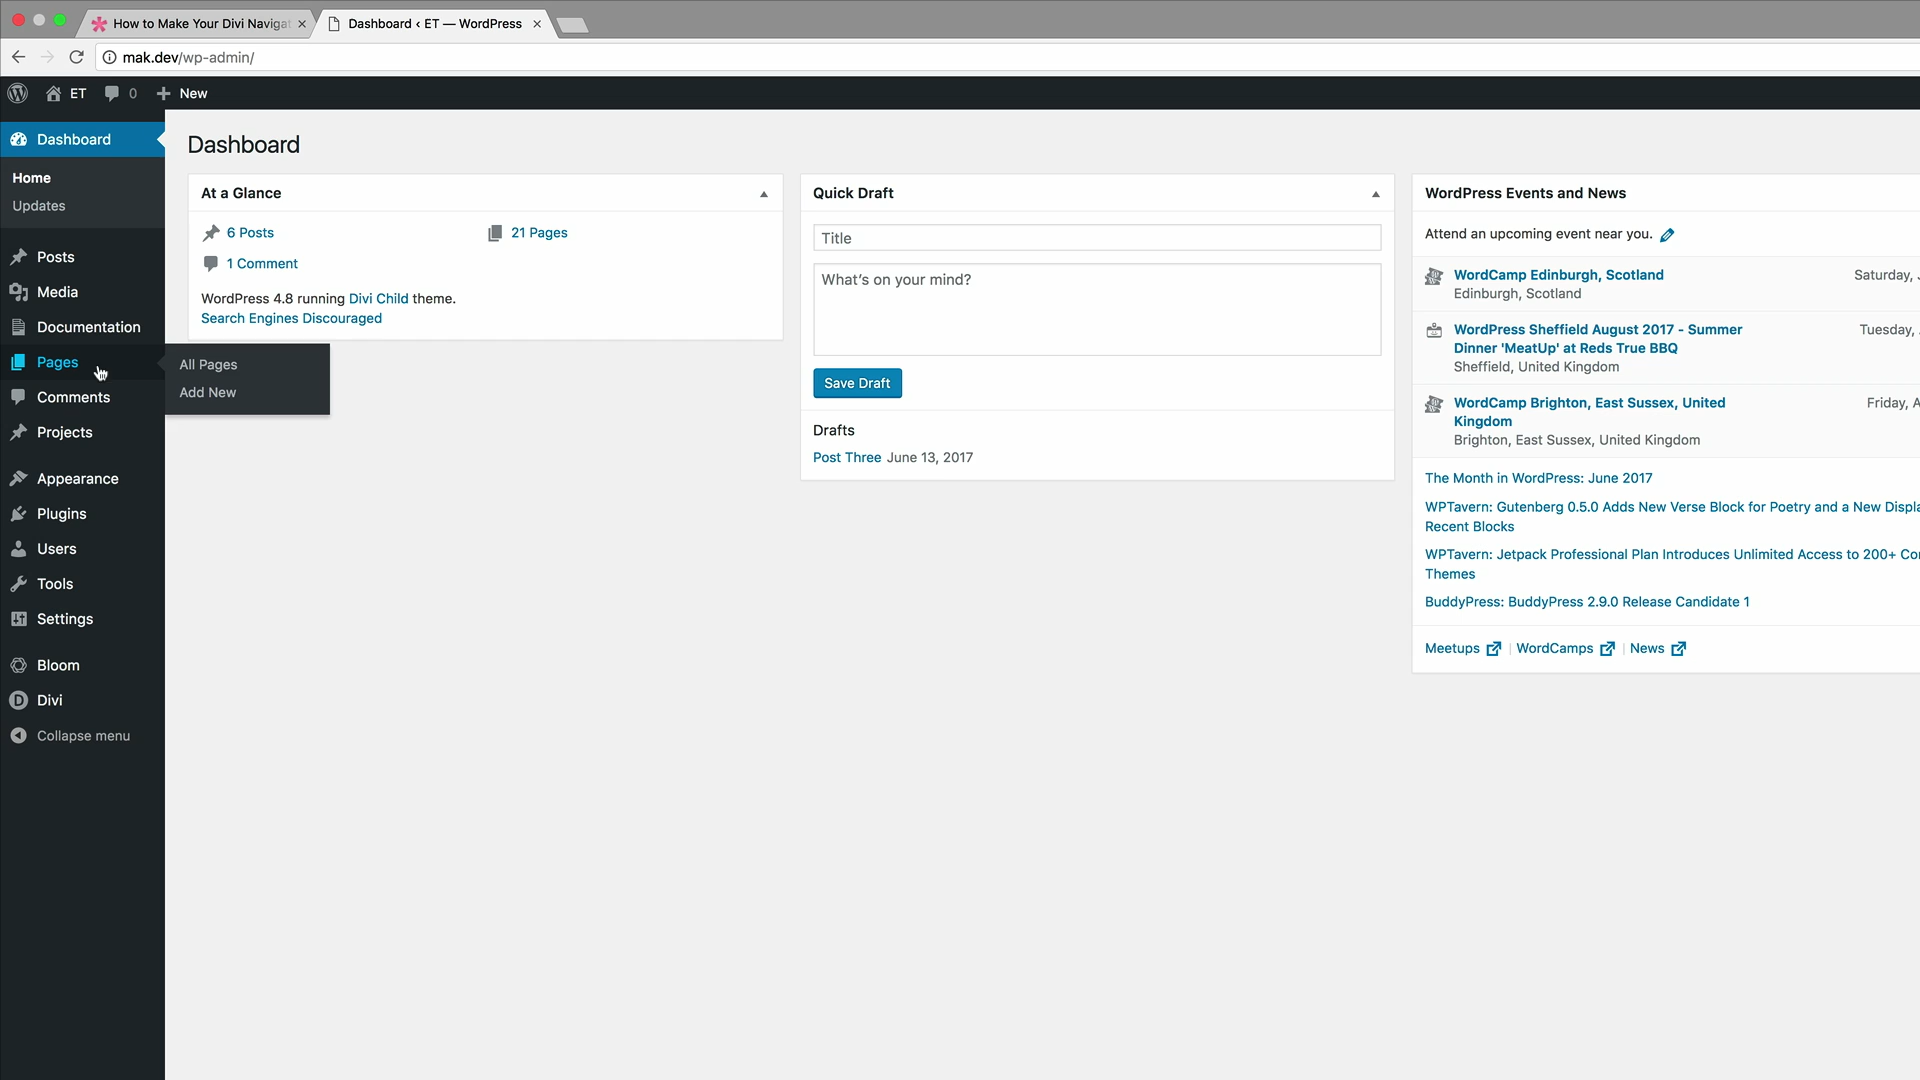 How to Make Your Divi Navigat
Dashboard ‹ ET — WordPress
mak.dev/wp-admin/
ET
0
New
Dashboard
Home
Updates
Posts
Media
Documentation
Pages
Comments
Projects
Appearance
Plugins
Users
Tools
Settings
Bloom
Divi
Collapse menu
All Pages
Add New
Dashboard
At a Glance
6 Posts
21 Pages
1 Comment
WordPress 4.8 running Divi Child theme.
Search Engines Discouraged
Quick Draft
Title
What's on your mind?
Save Draft
Drafts
Post Three June 13, 2017
WordPress Events and News
Attend an upcoming event near you.
WordCamp Edinburgh, Scotland
Saturday,
Edinburgh, Scotland
WordPress Sheffield August 2017 - Summer
Tuesday,
Dinner 'MeatUp' at Reds True BBQ
Sheffield, United Kingdom
WordCamp Brighton, East Sussex, United
Friday, A
Kingdom
Brighton, East Sussex, United Kingdom
The Month in WordPress: June 2017
WPTavern: Gutenberg 0.5.0 Adds New Verse Block for Poetry and a New Displa
Recent Blocks
WPTavern: Jetpack Professional Plan Introduces Unlimited Access to 200+ Co
Themes
BuddyPress: BuddyPress 2.9.0 Release Candidate 1
Meetups | WordCamps | News